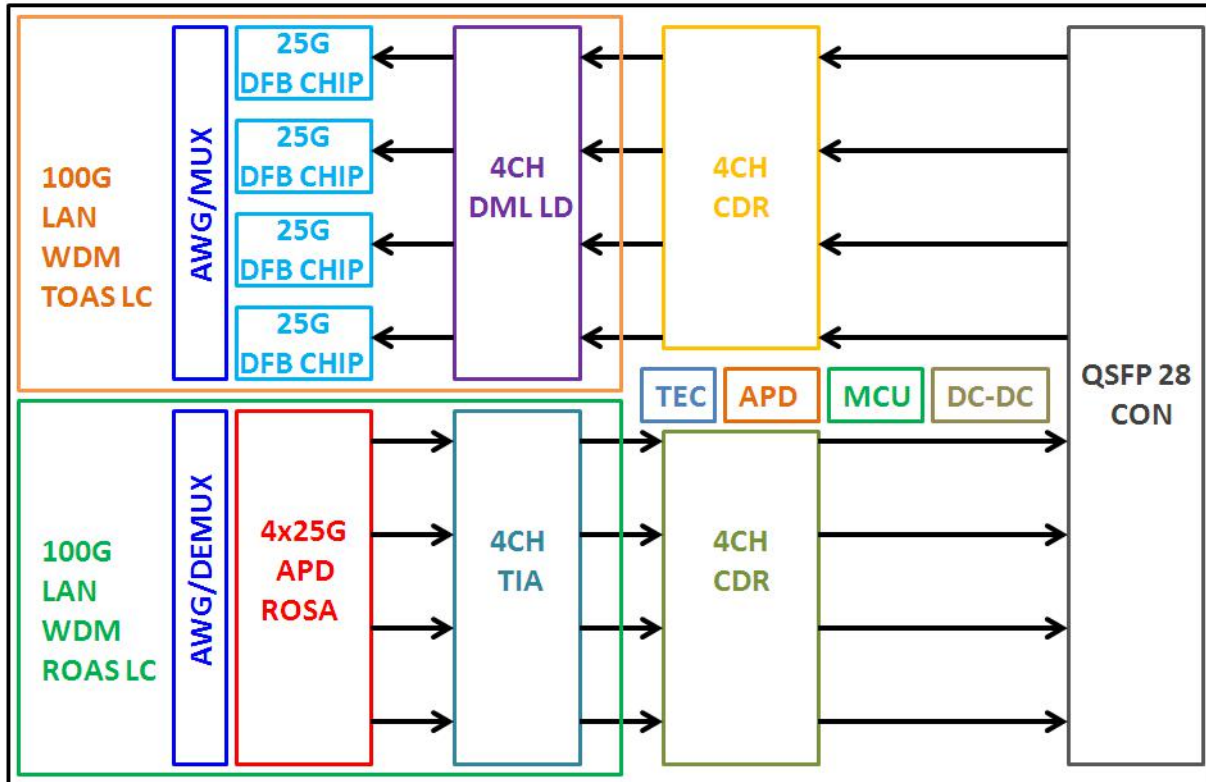 100G
LAN
WDM
TOAS LC
AWG/MUX
25G
DFB CHIP
25G
DFB CHIP
25G
DFB CHIP
25G
DFB CHIP
4CH
DML LD
4CH
CDR
QSFP 28
CON
TEC
APD
MCU
DC-DC
100G
LAN
WDM
ROAS LC
AWG/DEMUX
4x25G
APD
ROSA
4CH
TIA
4CH
CDR